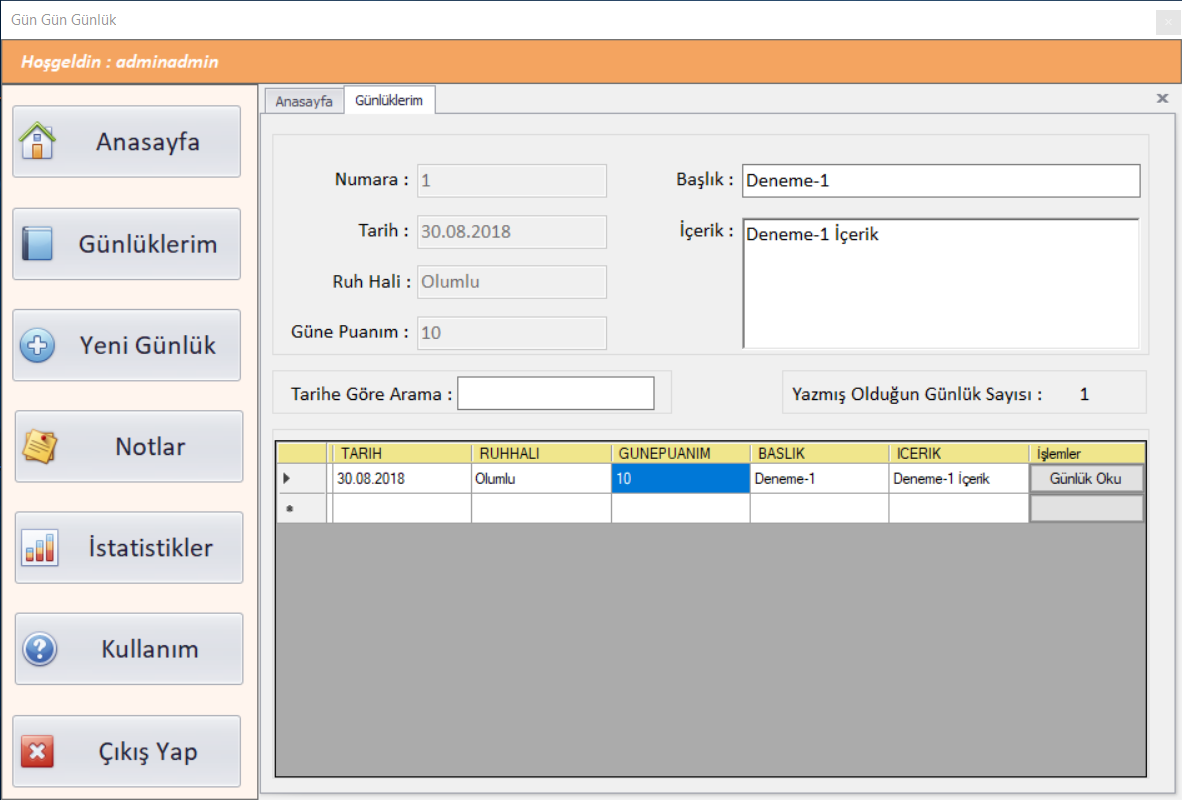 Gün Gün Günlük
Hoşgeldin : adminadmin
Anasayfa
Günlüklerim
Yeni Günlük
Notlar
İstatistikler
Kullanım
Çıkış Yap
Anasayfa Günlüklerim
Numara : 1
Tarih : 30.08.2018
Ruh Hali : Olumlu
Güne Puanım : 10
Başlık : Deneme-1
İçerik : Deneme-1 İçerik
Tarihe Göre Arama :
Yazmış Olduğun Günlük Sayısı : 1
TARIH RUHHALI GUNEPUANIM BASLIK ICERIK İşlemler
30.08.2018 Olumlu 10 Deneme-1 Deneme-1 İçerik Günlük Oku